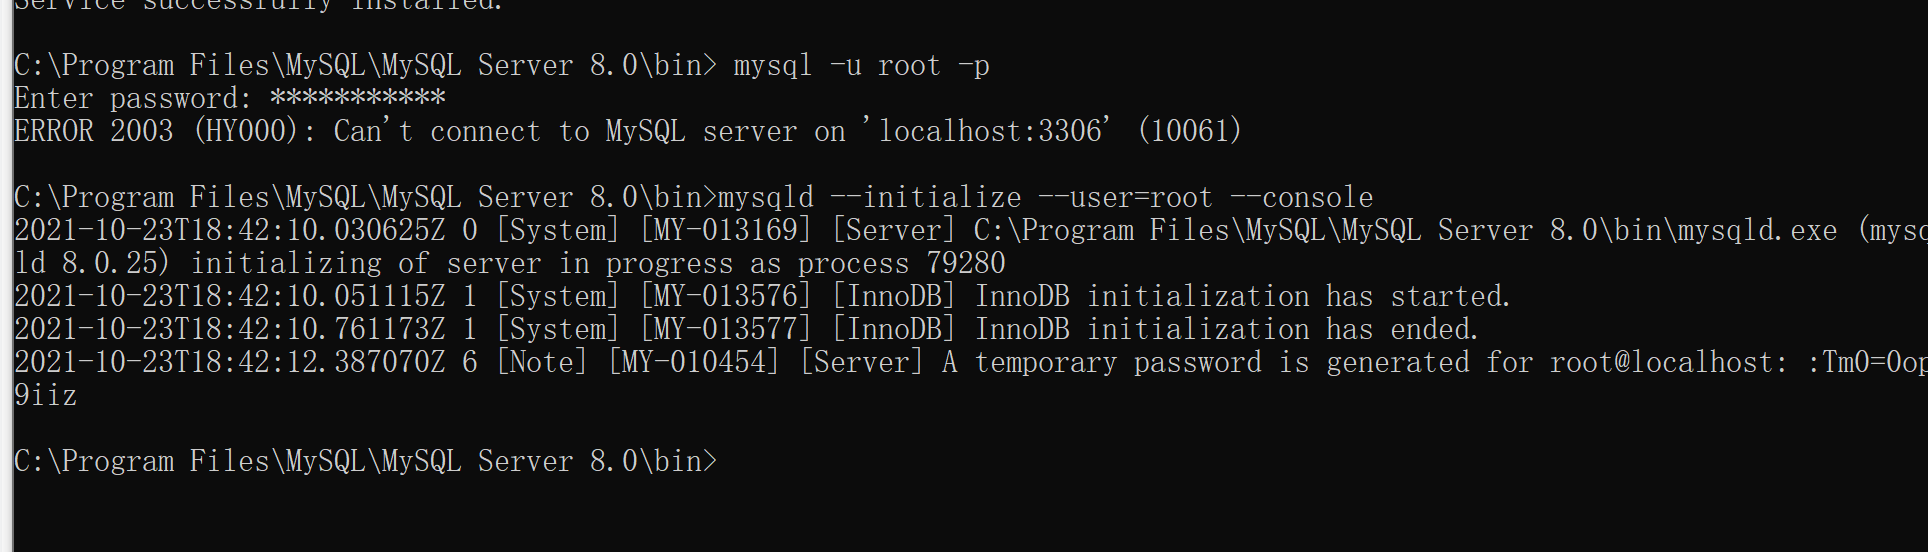 Service successfully installed.
C:\Program Files\MySQL\MySQL Server 8.0\bin> mysql -u root -p
Enter password: ***********
ERROR 2003 (HY000): Can't connect to MySQL server on 'localhost:3306' (10061)
C:\Program Files\MySQL\MySQL Server 8.0\bin>mysqld --initialize --user=root --console
2021-10-23T18:42:10.030625Z 0 [System] [MY-013169] [Server] C:\Program Files\MySQL\MySQL Server 8.0\bin\mysqld.exe (mysq
ld 8.0.25) initializing of server in progress as process 79280
2021-10-23T18:42:10.051115Z 1 [System] [MY-013576] [InnoDB] InnoDB initialization has started.
2021-10-23T18:42:10.761173Z 1 [System] [MY-013577] [InnoDB] InnoDB initialization has ended.
2021-10-23T18:42:12.387070Z 6 [Note] [MY-010454] [Server] A temporary password is generated for root@localhost: :Tm0=0op
9iiz
C:\Program Files\MySQL\MySQL Server 8.0\bin>